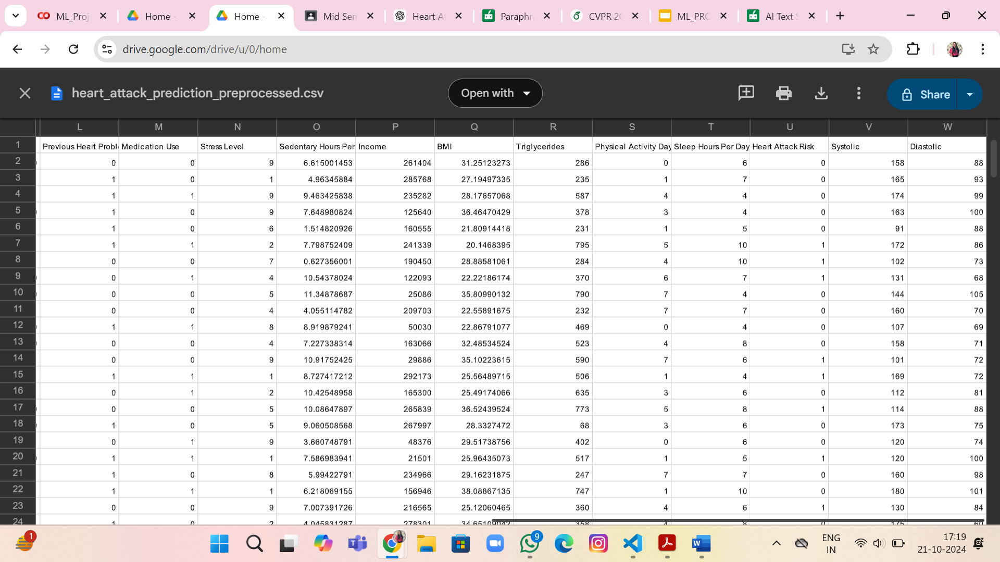 ML_Proj Home - Home - Mid Sen Heart A Paraphr CVPR 20 ML_PRO AI Text S
drive.google.com/drive/u/0/home
heart_attack_prediction_preprocessed.csv Open with Share
L M N O P Q R S T U V W
1 Previous Heart Proble Medication Use Stress Level Sedentary Hours Per Income BMI Triglycerides Physical Activity Day Sleep Hours Per Day Heart Attack Risk Systolic Diastolic
2 0 0 9 6.615001453 261404 31.25123273 286 0 6 0 158 88
3 1 0 1 4.96345884 285768 27.19497335 235 1 7 0 165 93
4 1 1 9 9.463425838 235282 28.17657068 587 4 4 0 174 99
5 1 0 9 7.648980824 125640 36.46470429 378 3 4 0 163 100
6 1 0 6 1.514820926 160555 21.80914418 231 1 5 0 91 88
7 1 1 2 7.798752409 241339 20.1468395 795 5 10 1 172 86
8 0 0 7 0.627356001 190450 28.88581061 284 4 10 1 102 73
9 0 1 4 10.54378024 122093 22.22186174 370 6 7 1 131 68
10 0 0 5 11.34878687 25086 35.80990132 790 7 4 0 144 105
11 0 0 4 4.055114782 209703 22.55891675 232 7 7 0 160 70
12 1 1 8 8.919879241 50030 22.86791077 469 0 4 0 107 69
13 0 0 4 7.227338314 163066 32.48534524 523 4 8 0 158 71
14 0 0 9 10.91752425 29886 35.10223615 590 7 6 1 101 72
15 1 1 1 8.727417212 292173 25.56489715 506 1 4 1 169 72
16 0 1 2 10.42548958 165300 25.49174066 635 3 6 0 112 81
17 0 0 5 10.08647897 265839 36.52439524 773 5 8 1 114 88
18 1 0 5 9.060508568 267997 28.3327472 68 3 6 0 173 75
19 0 1 9 3.660748791 48376 29.51738756 402 0 6 0 120 74
20 1 1 1 7.586983941 21501 25.96435073 517 1 5 1 120 100
21 1 0 8 5.99422791 234966 29.16231875 247 7 7 0 160 98
22 1 1 1 6.218069155 156946 38.08867135 747 1 10 0 180 101
23 0 0 9 7.007391726 216565 25.12060465 360 4 6 1 130 84
24 1 0 2 4.045831287 278301
1 9 ENG 17:19
IN 21-10-2024